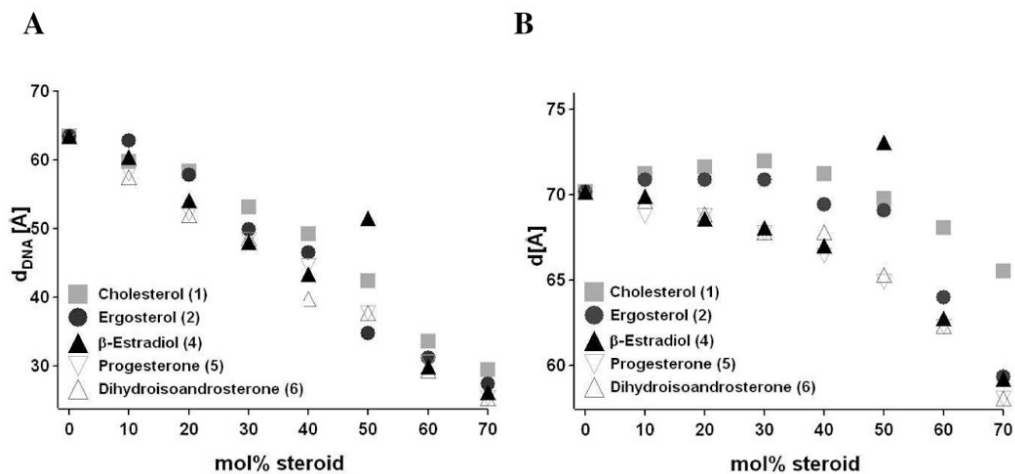 A
B
70
60
50
40
30
d_DNA [A]
Cholesterol (1)
Ergosterol (2)
β-Estradiol (4)
Progesterone (5)
Dihydroisoandrosterone (6)
0 10 20 30 40 50 60 70
mol% steroid
75
70
65
60
d[A]
Cholesterol (1)
Ergosterol (2)
β-Estradiol (4)
Progesterone (5)
Dihydroisoandrosterone (6)
0 10 20 30 40 50 60 70
mol% steroid